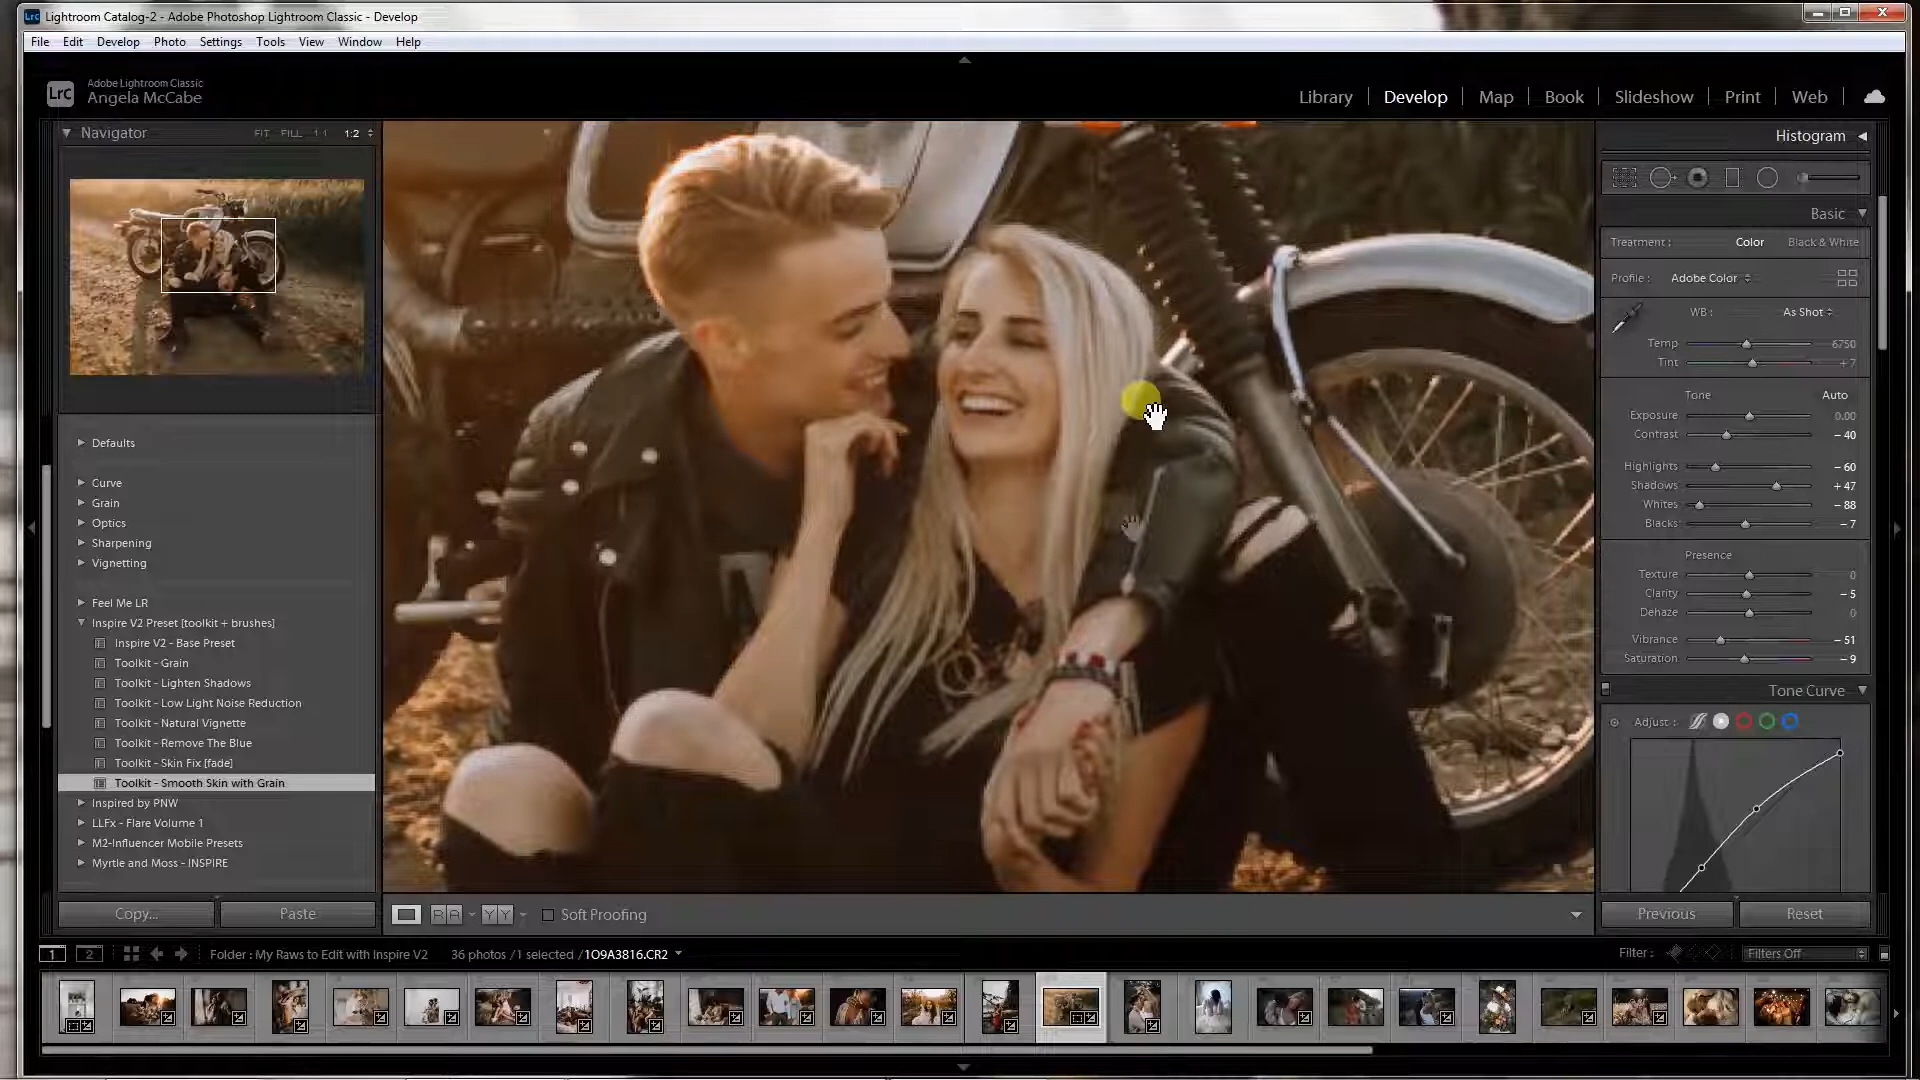 Lightroom Catalog-2 - Adobe Photoshop Lightroom Classic - Develop
File Edit Develop Photo Settings Tools View Window Help
LrC
Adobe Lightroom Classic
Angela McCabe
Library Develop Map Book Slideshow Print Web
Navigator FIT FILL 1:1 1:2
Defaults
Curve
Grain
Optics
Sharpening
Vignetting
Feel Me LR
Inspire V2 Preset [toolkit + brushes]
Inspire V2 - Base Preset
Toolkit - Grain
Toolkit - Lighten Shadows
Toolkit - Low Light Noise Reduction
Toolkit - Natural Vignette
Toolkit - Remove The Blue
Toolkit - Skin Fix [fade]
Toolkit - Smooth Skin with Grain
Inspired by PNW
LLFx - Flare Volume 1
M2-Influencer Mobile Presets
Myrtle and Moss - INSPIRE
Copy... Paste
Histogram
Basic
Treatment : Color Black & White
Profile : Adobe Color
WB : As Shot
Temp 6750
Tint + 7
Tone Auto
Exposure 0.00
Contrast – 40
Highlights – 60
Shadows + 47
Whites – 88
Blacks – 7
Presence
Texture 0
Clarity – 5
Dehaze 0
Vibrance – 51
Saturation – 9
Tone Curve
Adjust :
Previous Reset
R A Y Y Soft Proofing
1 2 Folder : My Raws to Edit with Inspire V2 36 photos / 1 selected / 1O9A3816.CR2 Filter : Filters Off